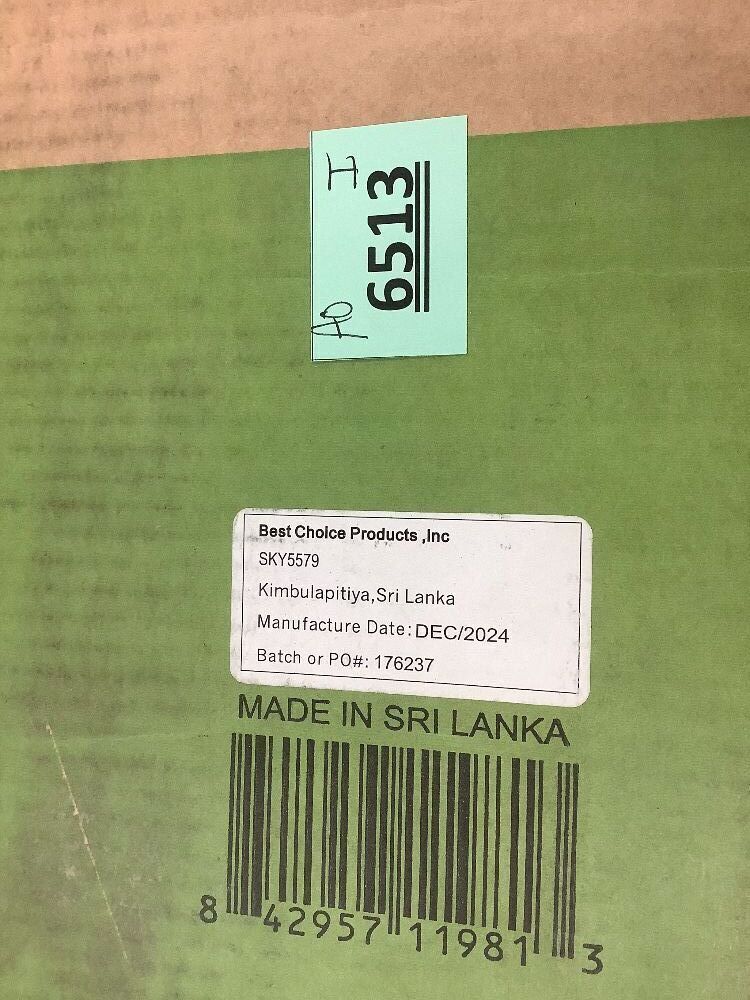 H
6513
Best Choice Products ,Inc
SKY5579
Kimbulapitiya,Sri Lanka
Manufacture Date: DEC/2024
Batch or PO#: 176237
MADE IN SRI LANKA
8 42957 11981 3